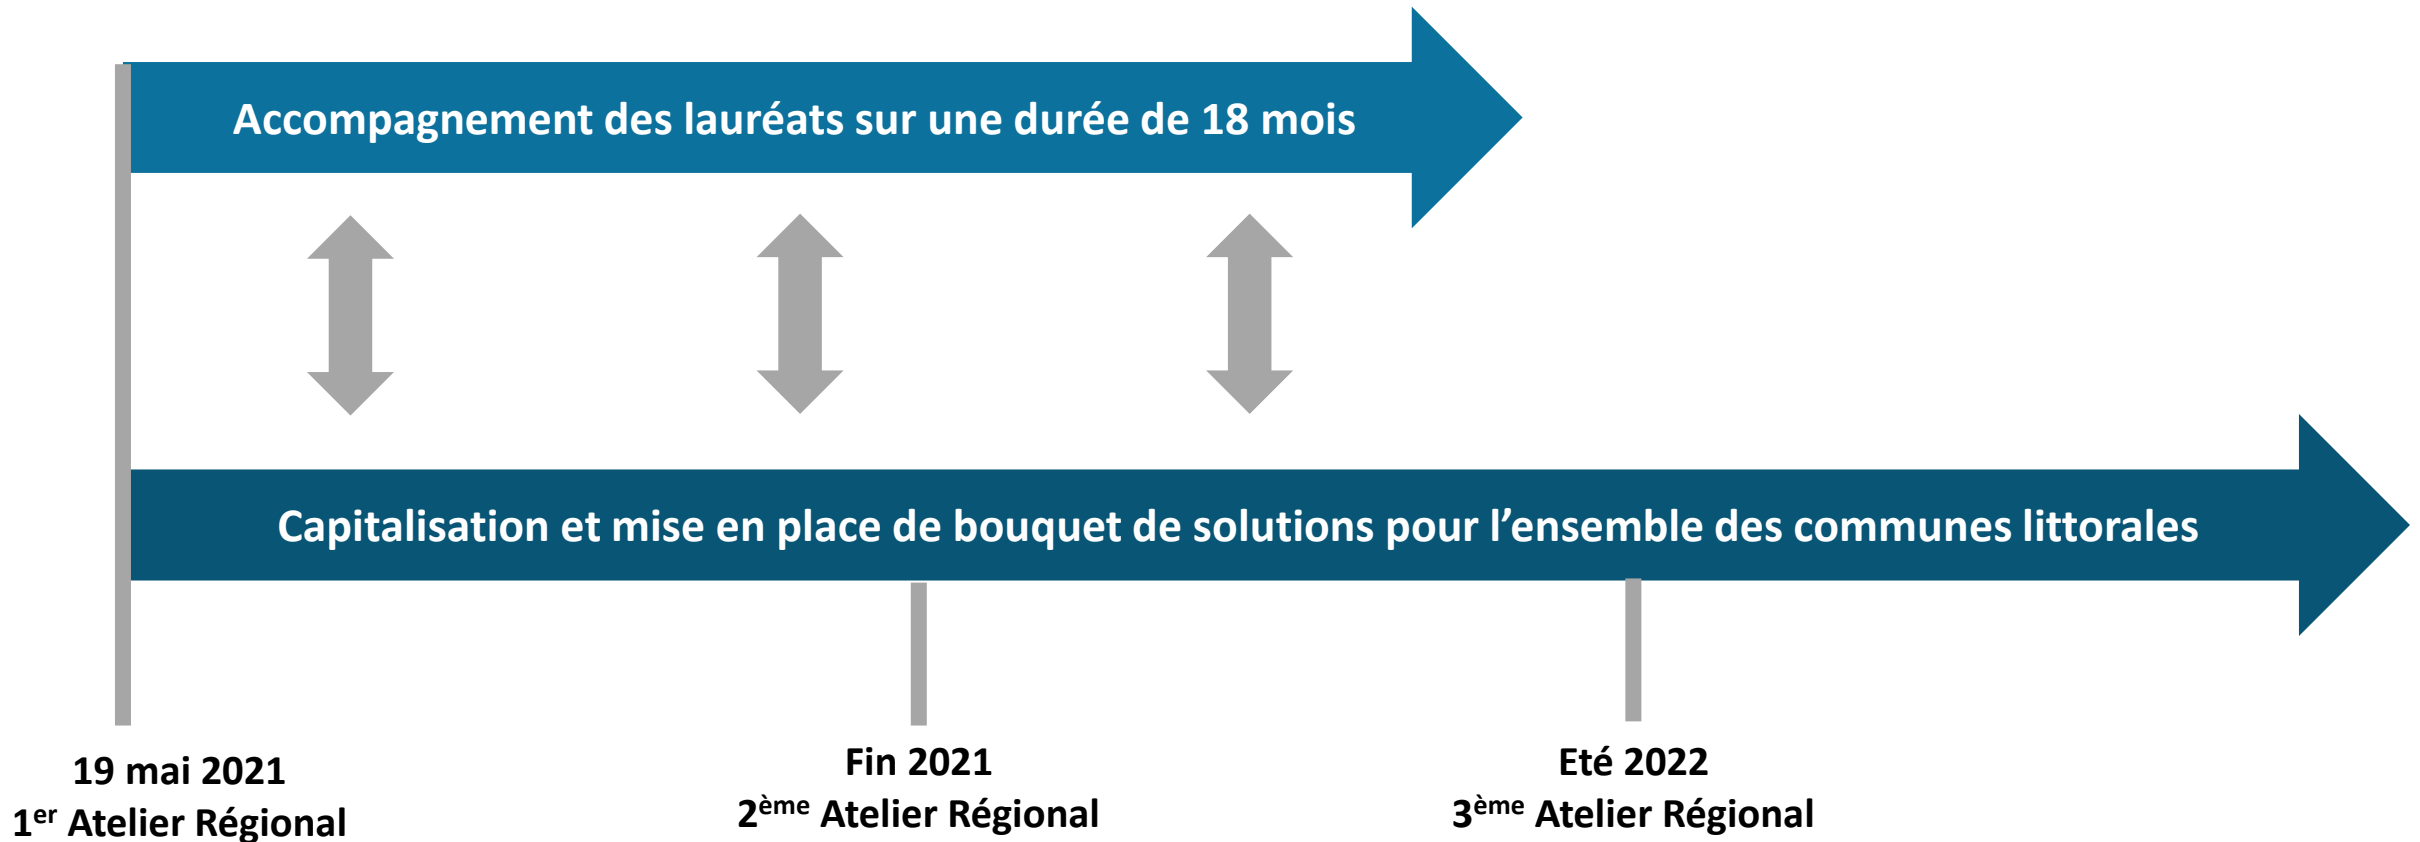 Accompagnement des lauréats sur une durée de 18 mois
Capitalisation et mise en place de bouquet de solutions pour l’ensemble des communes littorales
19 mai 2021
1er Atelier Régional
Fin 2021
2ème Atelier Régional
Eté 2022
3ème Atelier Régional